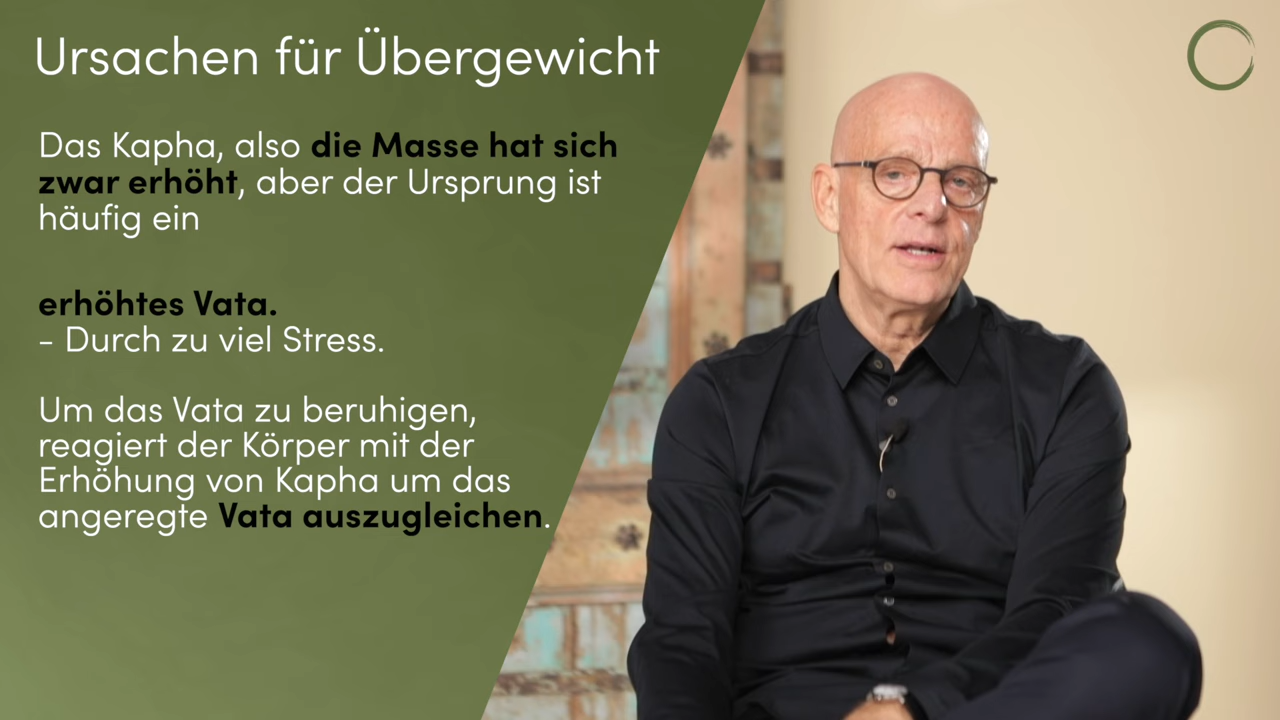 Ursachen für Übergewicht
Das Kapha, also die Masse hat sich
zwar erhöht, aber der Ursprung ist
häufig ein
erhöhtes Vata.
- Durch zu viel Stress.
Um das Vata zu beruhigen,
reagiert der Körper mit der
Erhöhung von Kapha um das
angeregte Vata auszugleichen.